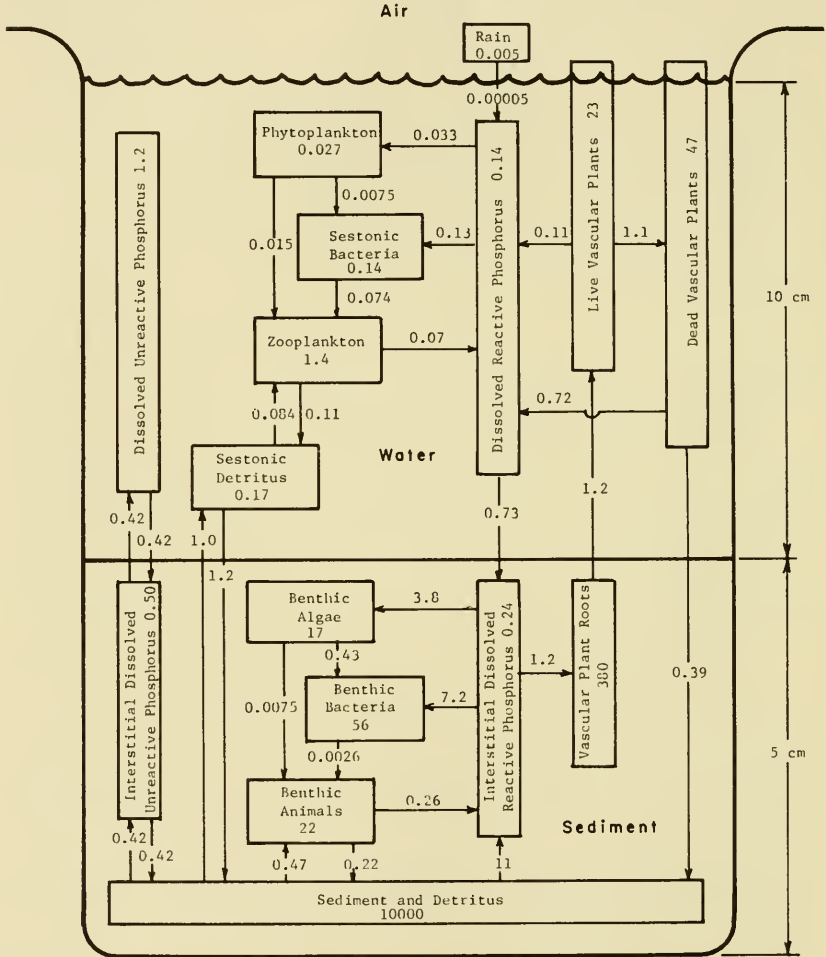 Air
Rain
0.005
0.00005
Phytoplankton
0.027
0.033
0.0075
0.015
Sestonic
Bacteria
0.14
0.13
0.074
Zooplankton
1.4
0.07
0.084
0.11
Sestonic
Detritus
0.17
Dissolved Unreactive Phosphorus 1.2
Dissolved Reactive Phosphorus 0.14
0.11
Live Vascular Plants 23
1.1
Dead Vascular Plants 47
0.72
Water
10 cm
0.42
0.42
1.0
1.2
0.73
1.2
Interstitial Dissolved
Unreactive Phosphorus 0.50
Benthic
Algae
17
3.8
0.43
0.0075
Benthic
Bacteria
56
7.2
0.0026
Benthic
Animals
22
0.26
Interstitial Dissolved
Reactive Phosphorus 0.24
1.2
Vascular Plant Roots
380
0.39
5 cm
Sediment
0.42
0.42
0.47
0.22
11
Sediment and Detritus
10000